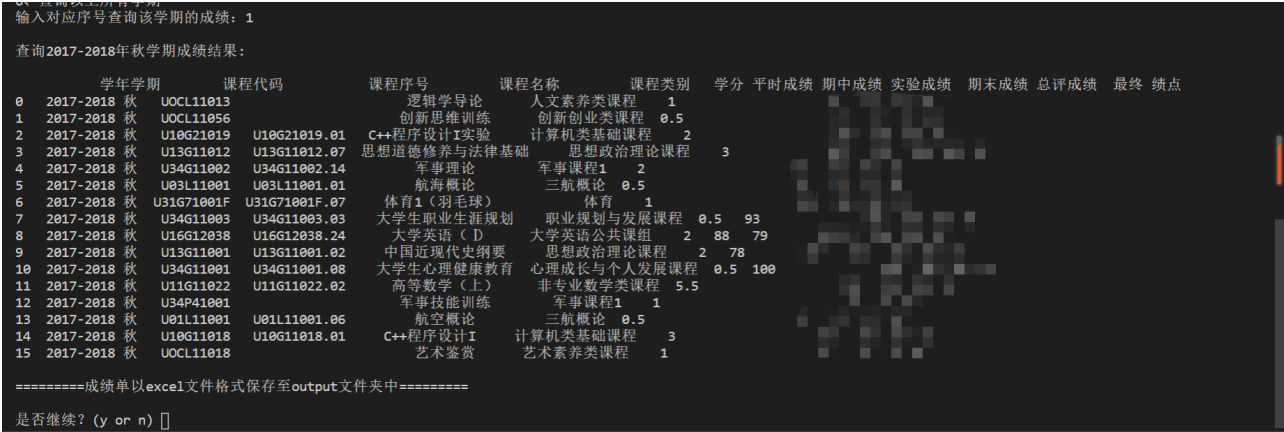 输入对应序号查询该学期的成绩：1
查询2017-2018年秋学期成绩结果：
学年学期 课程代码 课程序号 课程名称 课程类别 学分 平时成绩 期中成绩 实验成绩 期末成绩 总评成绩 最终 绩点
0 2017-2018 秋 UOCL11013 逻辑学导论 人文素养类课程 1
1 2017-2018 秋 UOCL11056 创新思维训练 创新创业类课程 0.5
2 2017-2018 秋 U10G21019 U10G21019.01 C++程序设计I实验 计算机类基础课程 2
3 2017-2018 秋 U13G11012 U13G11012.07 思想道德修养与法律基础 思想政治理论课程 3
4 2017-2018 秋 U34G11002 U34G11002.14 军事理论 军事课程1 2
5 2017-2018 秋 U03L11001 U03L11001.01 航海概论 三航概论 0.5
6 2017-2018 秋 U31G71001F U31G71001F.07 体育1（羽毛球） 体育 1
7 2017-2018 秋 U34G11003 U34G11003.03 大学生职业生涯规划 职业规划与发展课程 0.5 93
8 2017-2018 秋 U16G12038 U16G12038.24 大学英语（I） 大学英语公共课组 2 88 79
9 2017-2018 秋 U13G11001 U13G11001.02 中国近现代史纲要 思想政治理论课程 2 78
10 2017-2018 秋 U34G11001 U34G11001.08 大学生心理健康教育 心理成长与个人发展课程 0.5 100
11 2017-2018 秋 U11G11022 U11G11022.02 高等数学（上） 非专业数学类课程 5.5
12 2017-2018 秋 U34P41001 军事技能训练 军事课程1 1
13 2017-2018 秋 U01L11001 U01L11001.06 航空概论 三航概论 0.5
14 2017-2018 秋 U10G11018 U10G11018.01 C++程序设计I 计算机类基础课程 3
15 2017-2018 秋 UOCL11018 艺术鉴赏 艺术素养类课程 1
=========成绩单以excel文件格式保存至output文件夹中=========
是否继续？(y or n)